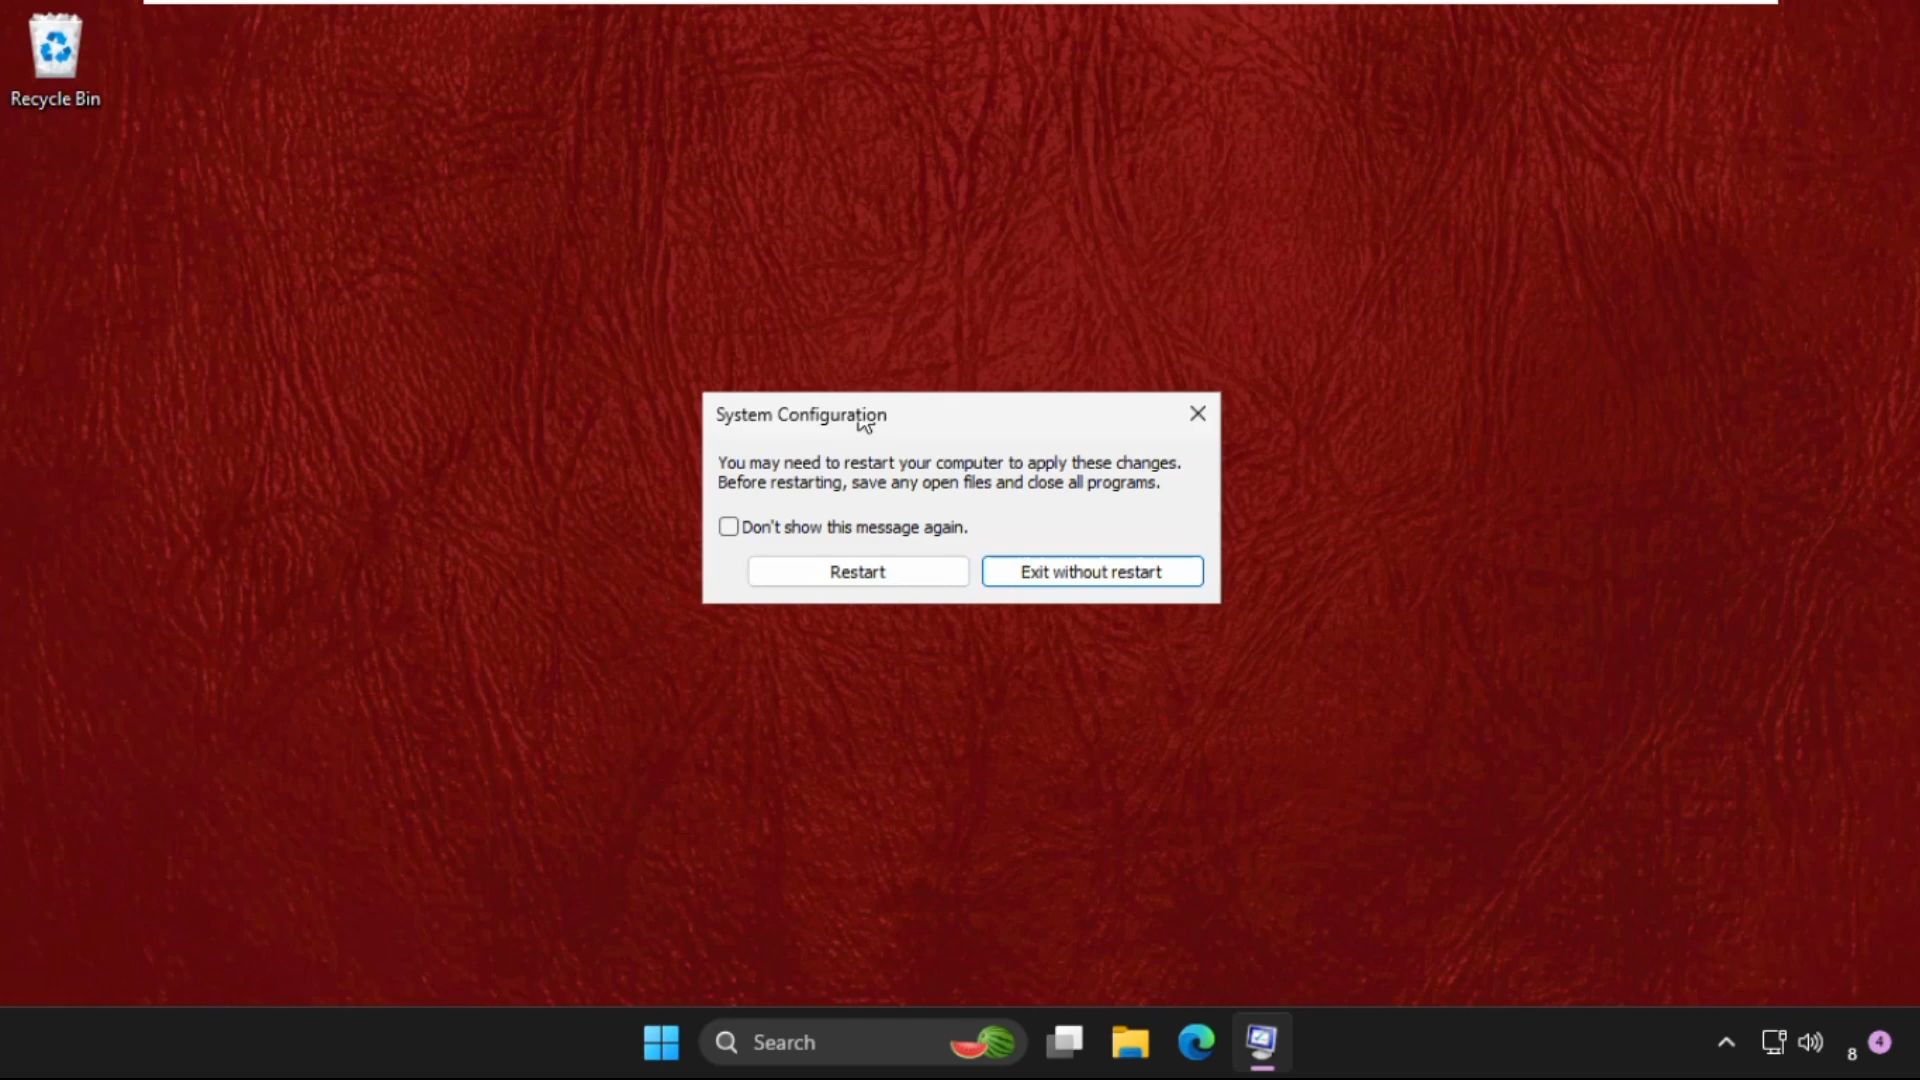 Recycle Bin
System Configuration
You may need to restart your computer to apply these changes.
Before restarting, save any open files and close all programs.
Don't show this message again.
Restart
Exit without restart
Search
8
4